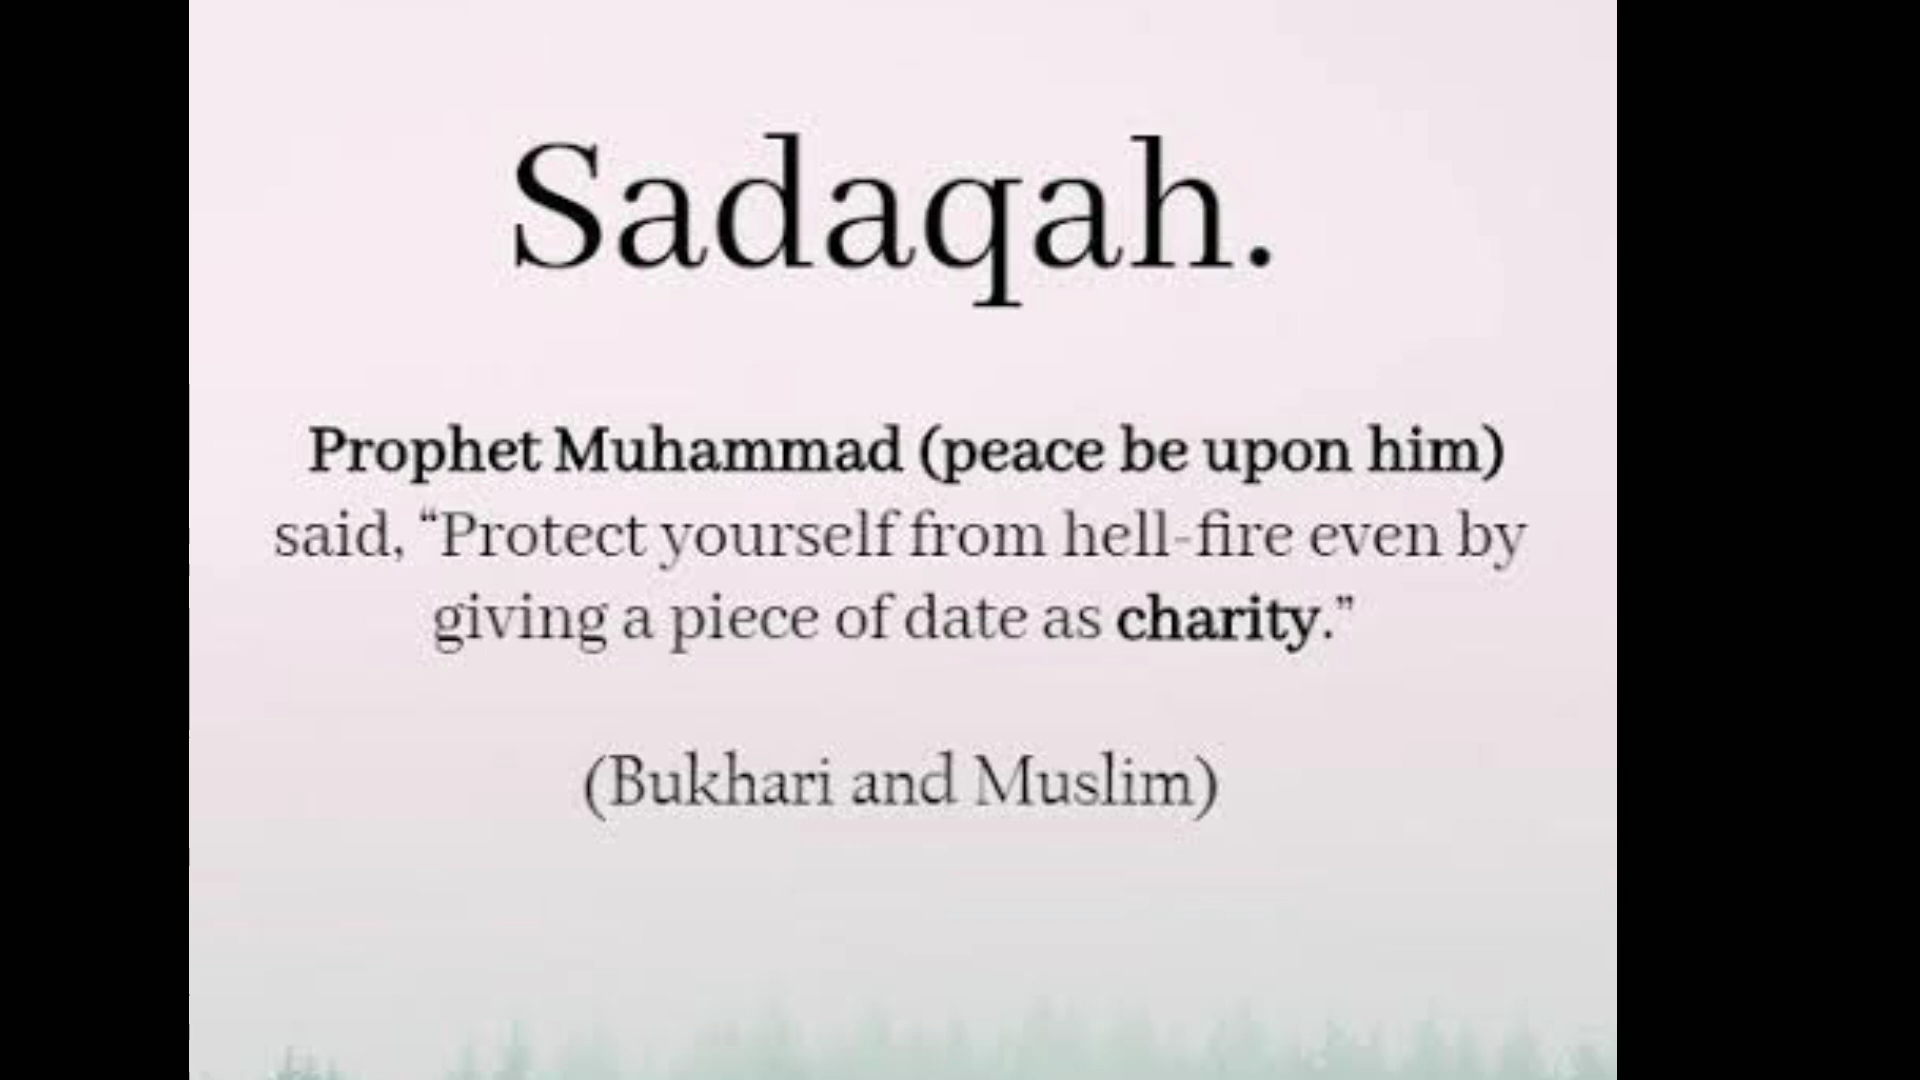 Sadaqah.
Prophet Muhammad (peace be upon him)
said, “Protect yourself from hell-fire even by
giving a piece of date as charity.”
(Bukhari and Muslim)